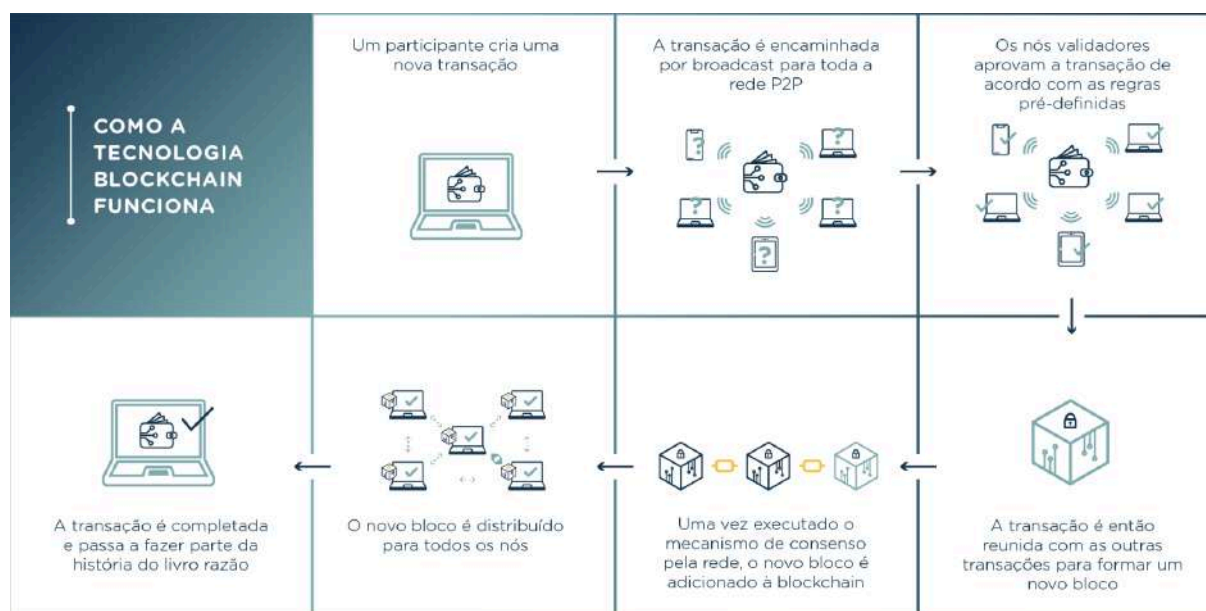 COMO A
TECNOLOGIA
BLOCKCHAIN
FUNCIONA
Um participante cria uma
nova transação
A transação é encaminhada
por broadcast para toda a
rede P2P
Os nós validadores
aprovam a transação de
acordo com as regras
pré-definidas
A transação é então
reunida com as outras
transações para formar um
novo bloco
Uma vez executado o
mecanismo de consenso
pela rede, o novo bloco é
adicionado à blockchain
O novo bloco é distribuído
para todos os nós
A transação é completada
e passa a fazer parte da
história do livro razão